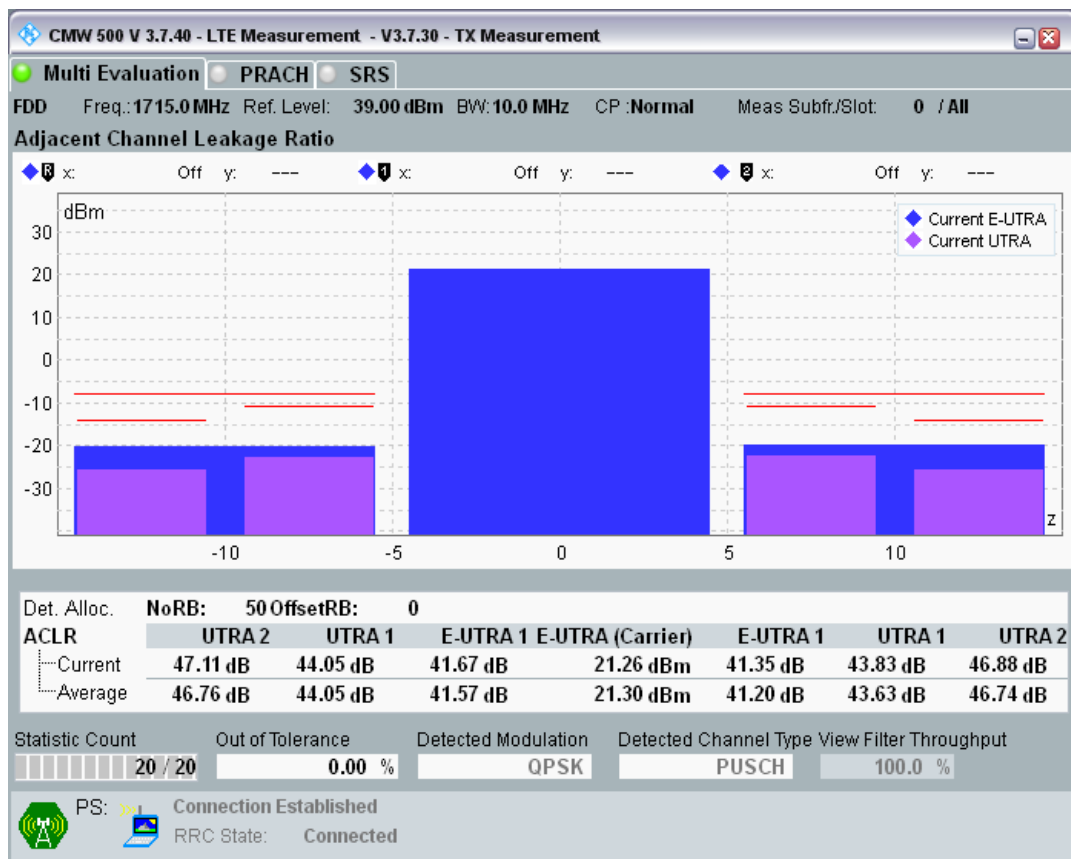 CMW 500 V 3.7.40 - LTE Measurement - V3.7.30 - TX Measurement
Multi Evaluation PRACH SRS
FDD Freq.: 1715.0 MHz Ref. Level: 39.00 dBm BW: 10.0 MHz CP : Normal Meas Subfr./Slot: 0 / All
Adjacent Channel Leakage Ratio
R x: Off y: --- 1 x: Off y: --- 2 x: Off y: ---
dBm
Current E-UTRA
Current UTRA
30
20
10
0
-10
-20
-30
z
-10 -5 0 5 10
Det. Alloc. NoRB: 50 OffsetRB: 0
ACLR UTRA 2 UTRA 1 E-UTRA 1 E-UTRA (Carrier) E-UTRA 1 UTRA 1 UTRA 2
Current 47.11 dB 44.05 dB 41.67 dB 21.26 dBm 41.35 dB 43.83 dB 46.88 dB
Average 46.76 dB 44.05 dB 41.57 dB 21.30 dBm 41.20 dB 43.63 dB 46.74 dB
Statistic Count Out of Tolerance Detected Modulation Detected Channel Type View Filter Throughput
20 / 20 0.00 % QPSK PUSCH 100.0 %
PS: Connection Established
RRC State: Connected